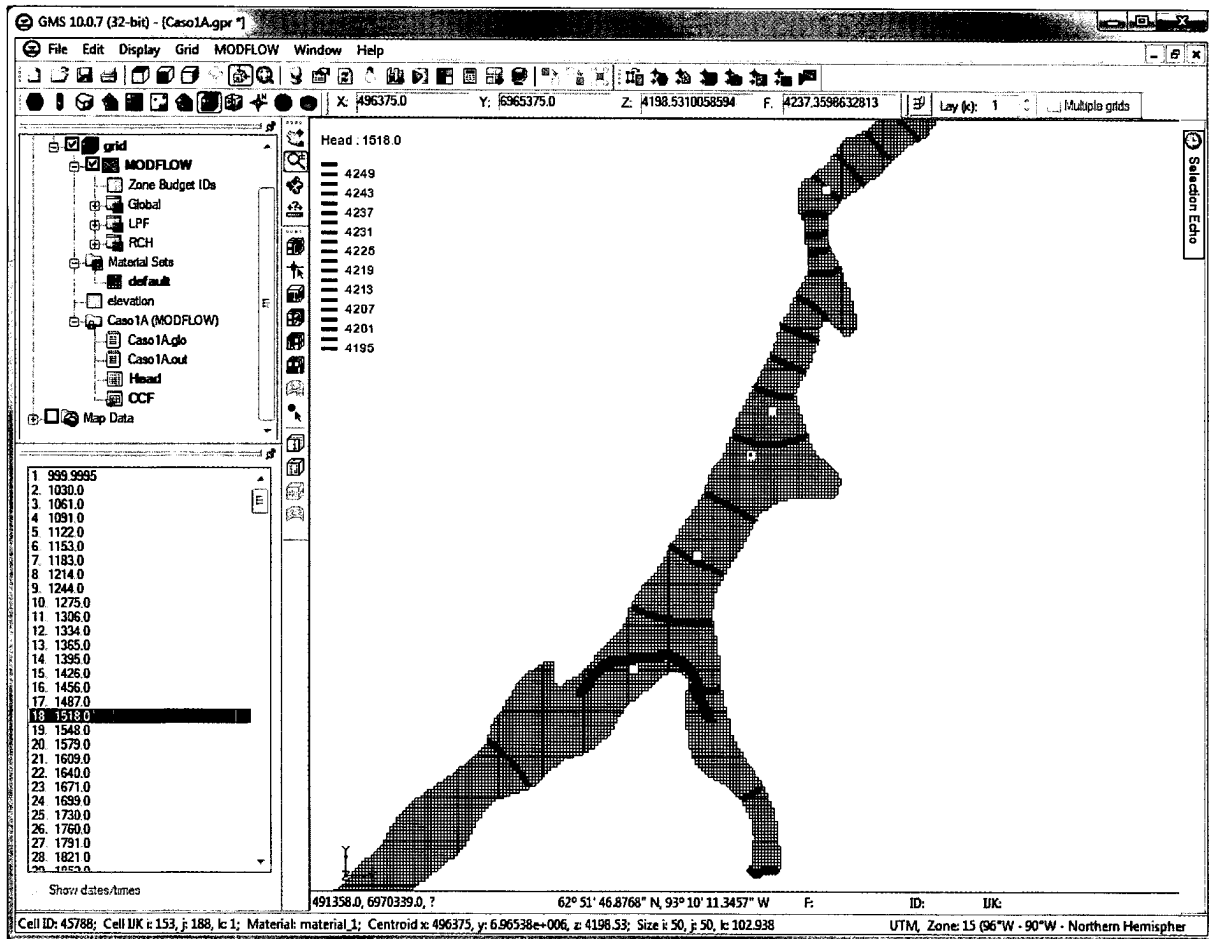 GMS 10.0.7 (32-bit) - [Caso1A.gpr *]
File Edit Display Grid MODFLOW Window Help
X: 496375.0 Y: 6965375.0 Z: 4198.5310058594 F: 4237.3598632813 Lay (k): 1 Multiple grids
grid
MODFLOW
Zone Budget IDs
Global
LPF
RCH
Material Sets
default
elevation
Caso1A (MODFLOW)
Caso1A.glo
Caso1A.out
Head
CCF
Map Data
1. 999.9995
2. 1030.0
3. 1061.0
4. 1091.0
5. 1122.0
6. 1153.0
7. 1183.0
8. 1214.0
9. 1244.0
10. 1275.0
11. 1306.0
12. 1334.0
13. 1365.0
14. 1395.0
15. 1426.0
16. 1456.0
17. 1487.0
18. 1518.0
19. 1548.0
20. 1579.0
21. 1609.0
22. 1640.0
23. 1671.0
24. 1699.0
25. 1730.0
26. 1760.0
27. 1791.0
28. 1821.0
29. 1852.0
Show dates/times
Head : 1518.0
4249
4243
4237
4231
4225
4219
4213
4207
4201
4195
Y
Selection Echo
491358.0, 6970339.0, ? 62° 51' 46.8768" N, 93° 10' 11.3457" W F: ID: IJK:
Cell ID: 45788; Cell IJK i: 153, j: 188, k: 1; Material: material_1; Centroid x: 496375, y: 6.96538e+006, z: 4198.53; Size i: 50, j: 50, k: 102.938 UTM, Zone: 15 (96°W - 90°W - Northern Hemispher